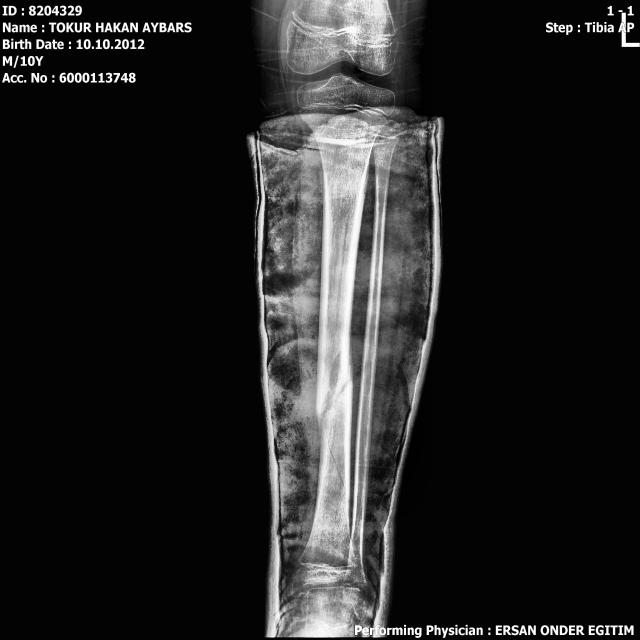 ID : 8204329
Name : TOKUR HAKAN AYBARS
Birth Date : 10.10.2012
M/10Y
Acc. No : 6000113748
1 - 1
Step : Tibia AP
L
Performing Physician : ERSAN ONDER EGITIM